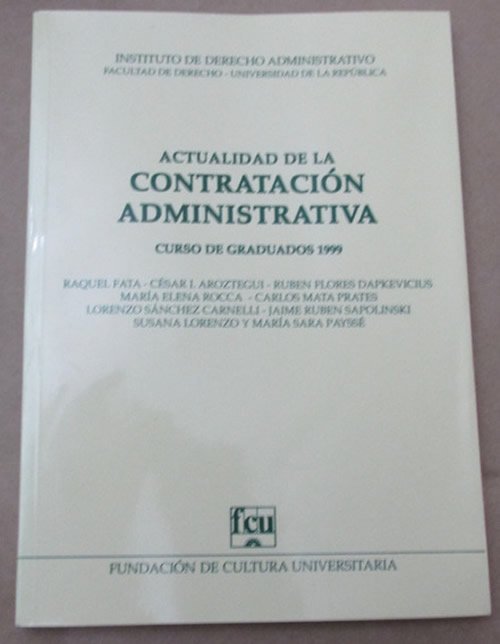 INSTITUTO DE DERECHO ADMINISTRATIVO
FACULTAD DE DERECHO - UNIVERSIDAD DE LA REPÚBLICA
ACTUALIDAD DE LA
CONTRATACIÓN
ADMINISTRATIVA
CURSO DE GRADUADOS 1999
RAQUEL FATA - CÉSAR I. AROZTEGUI - RUBEN FLORES DAPKEVICIUS
MARÍA ELENA ROCCA - CARLOS MATA PRATES
LORENZO SÁNCHEZ CARNELLI - JAIME RUBEN SAPOLINSKI
SUSANA LORENZO Y MARÍA SARA PAYSSÉ
fcu
FUNDACIÓN DE CULTURA UNIVERSITARIA